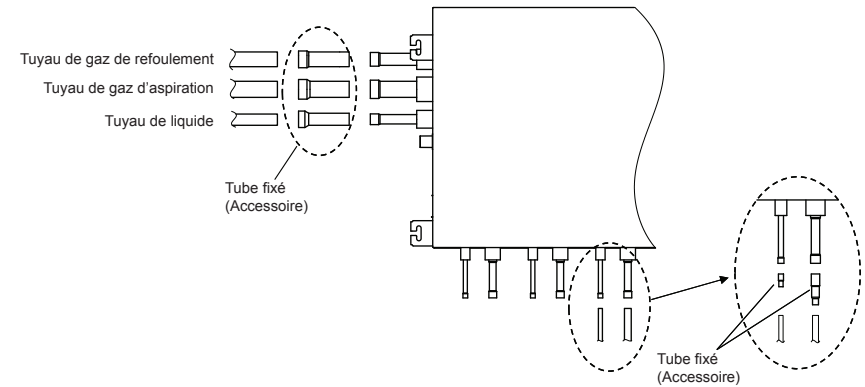 Tuyau de gaz de refoulement
Tuyau de gaz d'aspiration
Tuyau de liquide
Tube fixé
(Accessoire)
Tube fixé
(Accessoire)